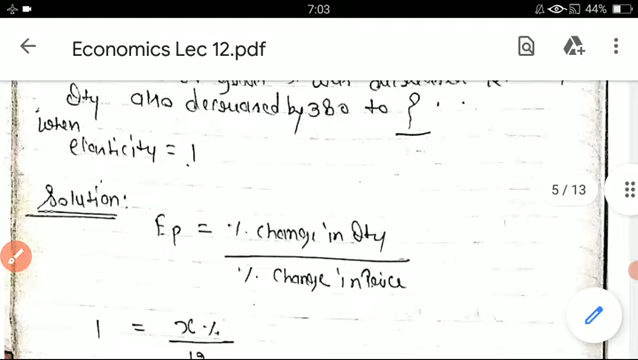 7:03
44%
Economics Lec 12.pdf
Qty also decreased by 380 to ?
when
elasticity = 1
5 / 13
Solution:
Ep = % change in Qty
% Change in Price
1 = x %